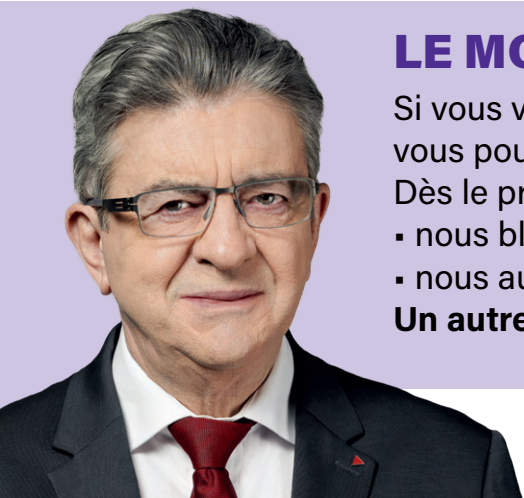 LE MO
Si vous v
vous pou
Dès le pr
▪ nous bl
▪ nous au
Un autre